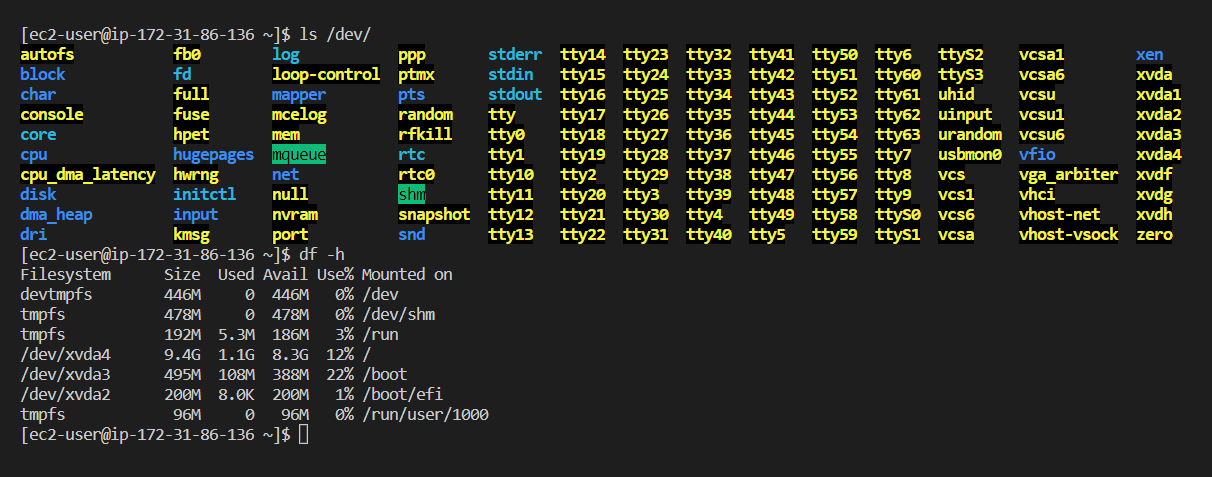 [ec2-user@ip-172-31-86-136 ~]$ ls /dev/
autofs fb0 log ppp stderr tty14 tty23 tty32 tty41 tty50 tty6 ttyS2 vcsa1 xen
block fd loop-control ptmx stdin tty15 tty24 tty33 tty42 tty51 tty60 ttyS3 vcsa6 xvda
char full mapper pts stdout tty16 tty25 tty34 tty43 tty52 tty61 uhid vcsu xvda1
console fuse mcelog random tty tty17 tty26 tty35 tty44 tty53 tty62 uinput vcsu1 xvda2
core hpet mem rfkill tty0 tty18 tty27 tty36 tty45 tty54 tty63 urandom vcsu6 xvda3
cpu hugepages mqueue rtc tty1 tty19 tty28 tty37 tty46 tty55 tty7 usbmon0 vfio xvda4
cpu_dma_latency hwrng net rtc0 tty10 tty2 tty29 tty38 tty47 tty56 tty8 vcs vga_arbiter xvdf
disk initctl null shm tty11 tty20 tty3 tty39 tty48 tty57 tty9 vcs1 vhci xvdg
dma_heap input nvram snapshot tty12 tty21 tty30 tty4 tty49 tty58 ttyS0 vcs6 vhost-net xvdh
dri kmsg port snd tty13 tty22 tty31 tty40 tty5 tty59 ttyS1 vcsa vhost-vsock zero
[ec2-user@ip-172-31-86-136 ~]$ df -h
Filesystem Size Used Avail Use% Mounted on
devtmpfs 446M 0 446M 0% /dev
tmpfs 478M 0 478M 0% /dev/shm
tmpfs 192M 5.3M 186M 3% /run
/dev/xvda4 9.4G 1.1G 8.3G 12% /
/dev/xvda3 495M 108M 388M 22% /boot
/dev/xvda2 200M 8.0K 200M 1% /boot/efi
tmpfs 96M 0 96M 0% /run/user/1000
[ec2-user@ip-172-31-86-136 ~]$